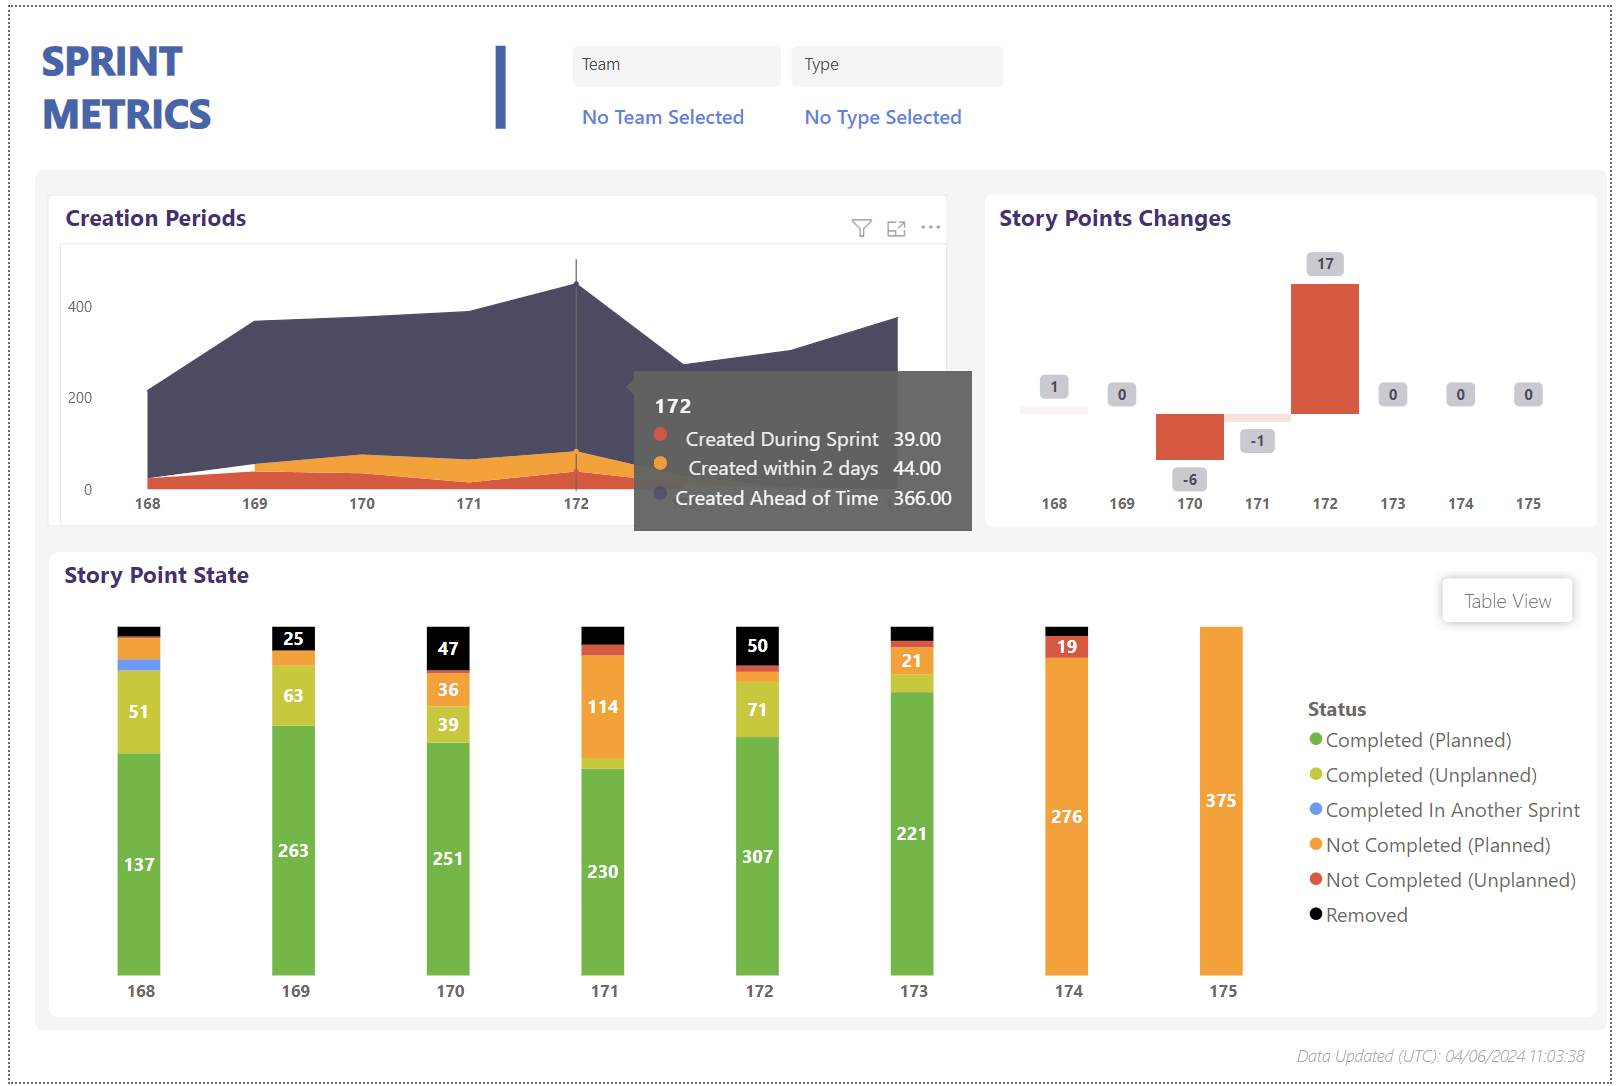 SPRINT
METRICS
Team
Type
No Team Selected
No Type Selected
Creation Periods
400
200
0
168 169 170 171 172
172
Created During Sprint 39.00
Created within 2 days 44.00
Created Ahead of Time 366.00
Story Points Changes
1 0 -6 -1 17 0 0 0
168 169 170 171 172 173 174 175
Story Point State
Table View
51
137
25
63
263
47
36
39
251
114
230
50
71
307
21
221
19
276
375
168 169 170 171 172 173 174 175
Status
Completed (Planned)
Completed (Unplanned)
Completed In Another Sprint
Not Completed (Planned)
Not Completed (Unplanned)
Removed
Data Updated (UTC): 04/06/2024 11:03:38